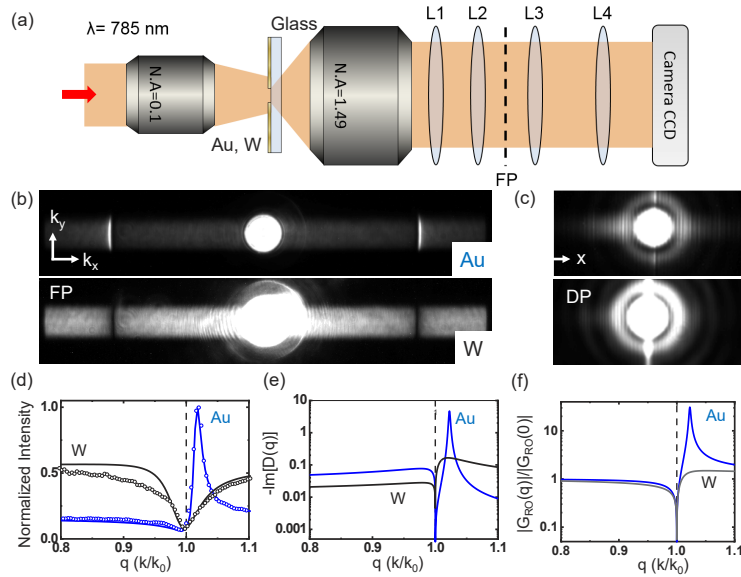 (a)
λ= 785 nm
Glass
L1
L2
L3
L4
N.A=0.1
N.A=1.49
Camera CCD
Au, W
FP
(b)
(c)
k_y
k_x
Au
x
FP
W
DP
(d)
(e)
(f)
Normalized Intensity
1.0
0.5
0.0
W
Au
0.8
0.9
1.0
1.1
q (k/k₀)
-Im[D(q)]
10
1
0.1
0.01
0.001
Au
W
0.8
0.9
1.0
1.1
q (k/k₀)
|G_RO(q)|/|G_RO(0)|
10
1
0.1
Au
W
0.8
0.9
1.0
1.1
q (k/k₀)